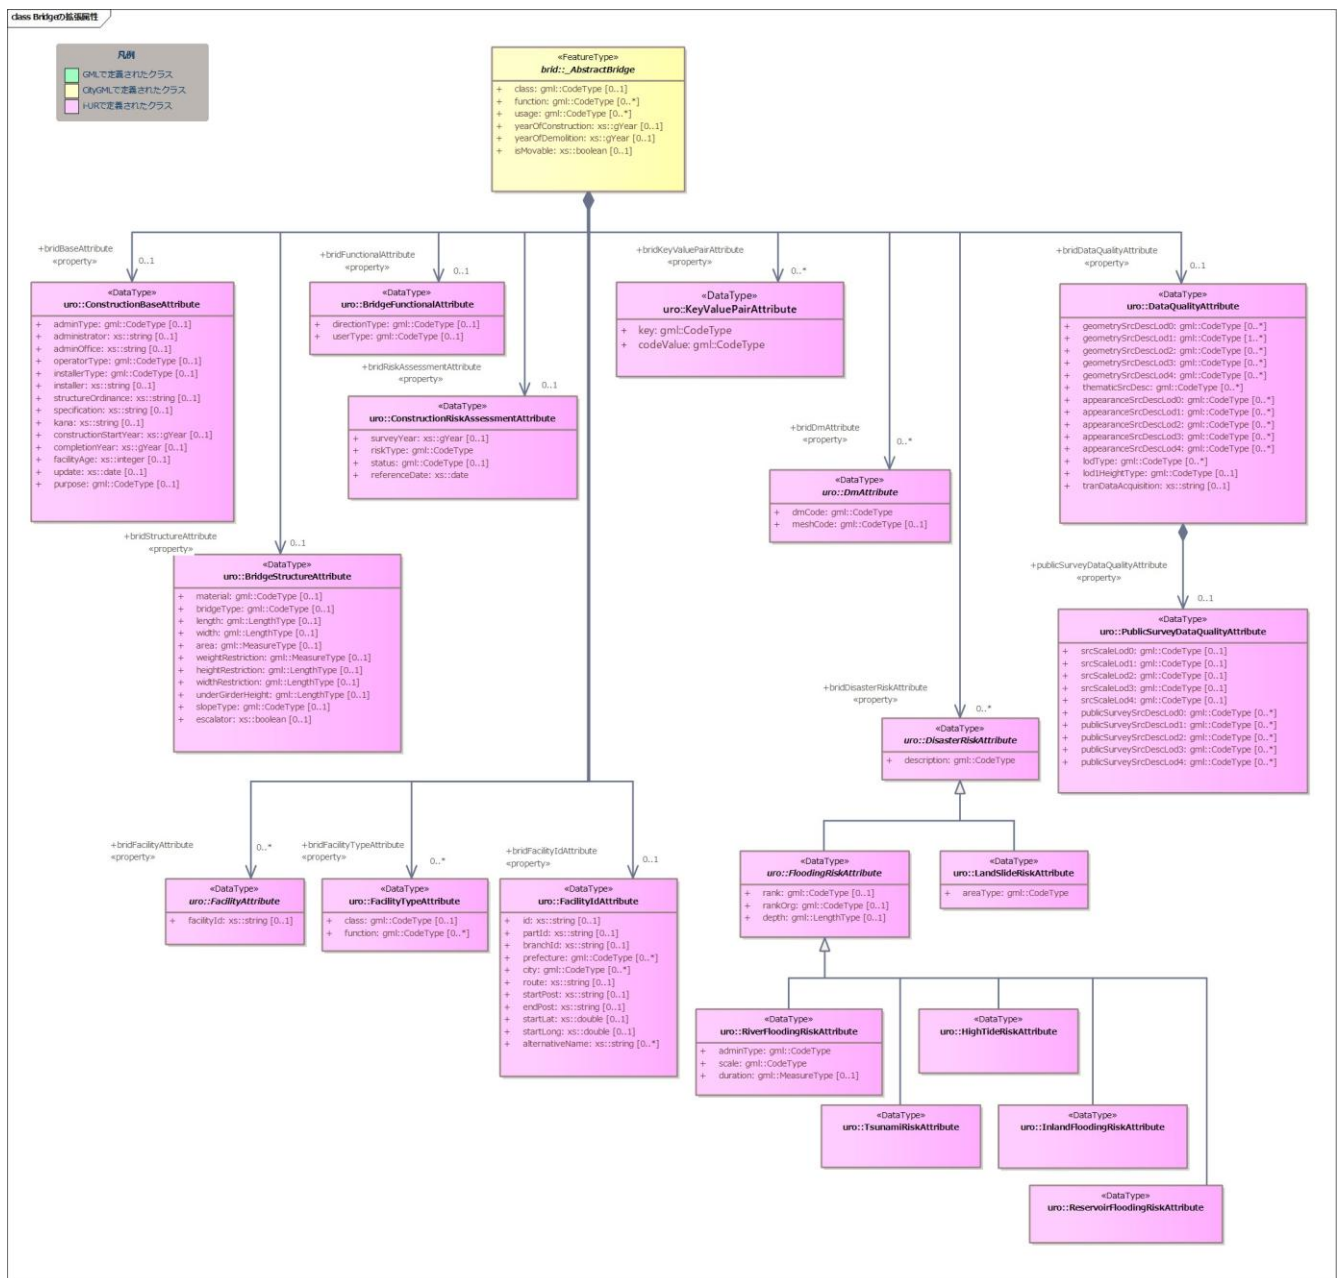 class Bridgeの拡張属性
凡例
GMLで定義されたクラス
CityGMLで定義されたクラス
i-URで定義されたクラス
«FeatureType»
brid::_AbstractBridge
+ class: gml::CodeType [0..1]
+ function: gml::CodeType [0..*]
+ usage: gml::CodeType [0..*]
+ yearOfConstruction: xs::gYear [0..1]
+ yearOfDemolition: xs::gYear [0..1]
+ isMovable: xs::boolean [0..1]
+bridBaseAttribute
«property»
0..1
«DataType»
uro::ConstructionBaseAttribute
+ adminType: gml::CodeType [0..1]
+ administrator: xs::string [0..1]
+ adminOffice: xs::string [0..1]
+ operatorType: gml::CodeType [0..1]
+ installerType: gml::CodeType [0..1]
+ installer: xs::string [0..1]
+ structureOrdinance: xs::string [0..1]
+ specification: xs::string [0..1]
+ kana: xs::string [0..1]
+ constructionStartYear: xs::gYear [0..1]
+ completionYear: xs::gYear [0..1]
+ facilityAge: xs::integer [0..1]
+ update: xs::date [0..1]
+ purpose: gml::CodeType [0..1]
+bridFunctionalAttribute
«property»
0..1
«DataType»
uro::BridgeFunctionalAttribute
+ directionType: gml::CodeType [0..1]
+ userType: gml::CodeType [0..1]
+bridRiskAssessmentAttribute
«property»
0..1
«DataType»
uro::ConstructionRiskAssessmentAttribute
+ surveyYear: xs::gYear [0..1]
+ riskType: gml::CodeType
+ status: gml::CodeType [0..1]
+ referenceDate: xs::date
+bridKeyValuePairAttribute
«property»
0..*
«DataType»
uro::KeyValuePairAttribute
+ key: gml::CodeType
+ codeValue: gml::CodeType
+bridDmAttribute
«property»
0..*
«DataType»
uro::DmAttribute
+ dmCode: gml::CodeType
+ meshCode: gml::CodeType [0..1]
+bridDataQualityAttribute
«property»
0..1
«DataType»
uro::DataQualityAttribute
+ geometrySrcDescLod0: gml::CodeType [0..*]
+ geometrySrcDescLod1: gml::CodeType [1..*]
+ geometrySrcDescLod2: gml::CodeType [0..*]
+ geometrySrcDescLod3: gml::CodeType [0..*]
+ geometrySrcDescLod4: gml::CodeType [0..*]
+ thematicSrcDesc: gml::CodeType [0..*]
+ appearanceSrcDescLod0: gml::CodeType [0..*]
+ appearanceSrcDescLod1: gml::CodeType [0..*]
+ appearanceSrcDescLod2: gml::CodeType [0..*]
+ appearanceSrcDescLod3: gml::CodeType [0..*]
+ appearanceSrcDescLod4: gml::CodeType [0..*]
+ lodType: gml::CodeType [0..*]
+ lod1HeightType: gml::CodeType [0..1]
+ tranDataAcquisition: xs::string [0..1]
+bridStructureAttribute
«property»
0..1
«DataType»
uro::BridgeStructureAttribute
+ material: gml::CodeType [0..1]
+ bridgeType: gml::CodeType [0..1]
+ length: gml::LengthType [0..1]
+ width: gml::LengthType [0..1]
+ area: gml::MeasureType [0..1]
+ weightRestriction: gml::MeasureType [0..1]
+ heightRestriction: gml::LengthType [0..1]
+ widthRestriction: gml::LengthType [0..1]
+ underGirderHeight: gml::LengthType [0..1]
+ slopeType: gml::CodeType [0..1]
+ escalator: xs::boolean [0..1]
+publicSurveyDataQualityAttribute
«property»
0..1
«DataType»
uro::PublicSurveyDataQualityAttribute
+ srcScaleLod0: gml::CodeType [0..1]
+ srcScaleLod1: gml::CodeType [0..1]
+ srcScaleLod2: gml::CodeType [0..1]
+ srcScaleLod3: gml::CodeType [0..1]
+ srcScaleLod4: gml::CodeType [0..1]
+ publicSurveySrcDescLod0: gml::CodeType [0..*]
+ publicSurveySrcDescLod1: gml::CodeType [0..*]
+ publicSurveySrcDescLod2: gml::CodeType [0..*]
+ publicSurveySrcDescLod3: gml::CodeType [0..*]
+ publicSurveySrcDescLod4: gml::CodeType [0..*]
+bridDisasterRiskAttribute
«property»
0..*
«DataType»
uro::DisasterRiskAttribute
+ description: gml::CodeType
+bridFacilityAttribute
«property»
0..*
«DataType»
uro::FacilityAttribute
+ facilityId: xs::string [0..1]
+bridFacilityTypeAttribute
«property»
0..*
«DataType»
uro::FacilityTypeAttribute
+ class: gml::CodeType [0..1]
+ function: gml::CodeType [0..*]
+bridFacilityIdAttribute
«property»
0..1
«DataType»
uro::FacilityIdAttribute
+ id: xs::string [0..1]
+ partId: xs::string [0..1]
+ branchId: xs::string [0..1]
+ prefecture: gml::CodeType [0..*]
+ city: gml::CodeType [0..*]
+ route: xs::string [0..1]
+ startPost: xs::string [0..1]
+ endPost: xs::string [0..1]
+ startLat: xs::double [0..1]
+ startLong: xs::double [0..1]
+ alternativeName: xs::string [0..*]
«DataType»
uro::FloodingRiskAttribute
+ rank: gml::CodeType [0..1]
+ rankOrg: gml::CodeType [0..1]
+ depth: gml::LengthType [0..1]
«DataType»
uro::LandSlideRiskAttribute
+ areaType: gml::CodeType
«DataType»
uro::RiverFloodingRiskAttribute
+ adminType: gml::CodeType
+ scale: gml::CodeType
+ duration: gml::MeasureType [0..1]
«DataType»
uro::HighTideRiskAttribute
«DataType»
uro::TsunamiRiskAttribute
«DataType»
uro::InlandFloodingRiskAttribute
«DataType»
uro::ReservoirFloodingRiskAttribute